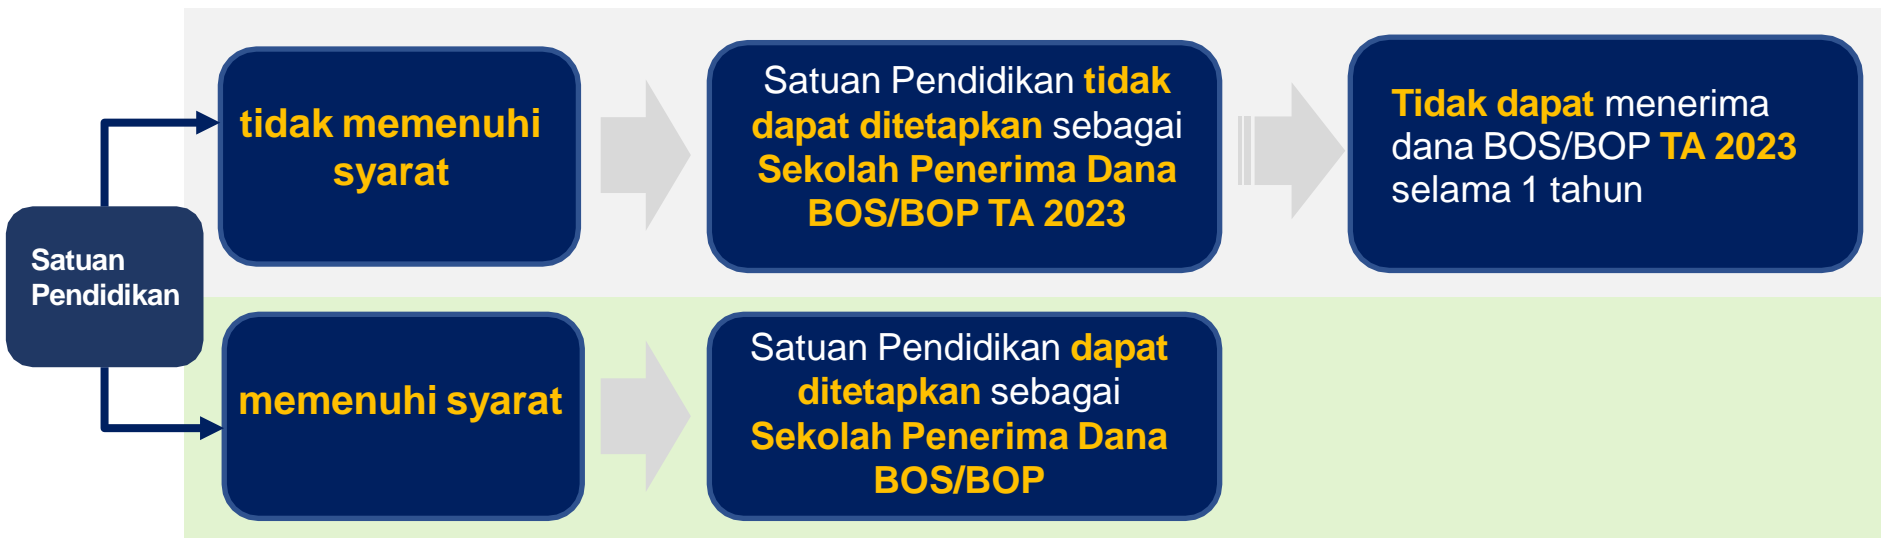 Satuan
Pendidikan
tidak memenuhi
syarat
Satuan Pendidikan tidak
dapat ditetapkan sebagai
Sekolah Penerima Dana
BOS/BOP TA 2023
Tidak dapat menerima
dana BOS/BOP TA 2023
selama 1 tahun
memenuhi syarat
Satuan Pendidikan dapat
ditetapkan sebagai
Sekolah Penerima Dana
BOS/BOP